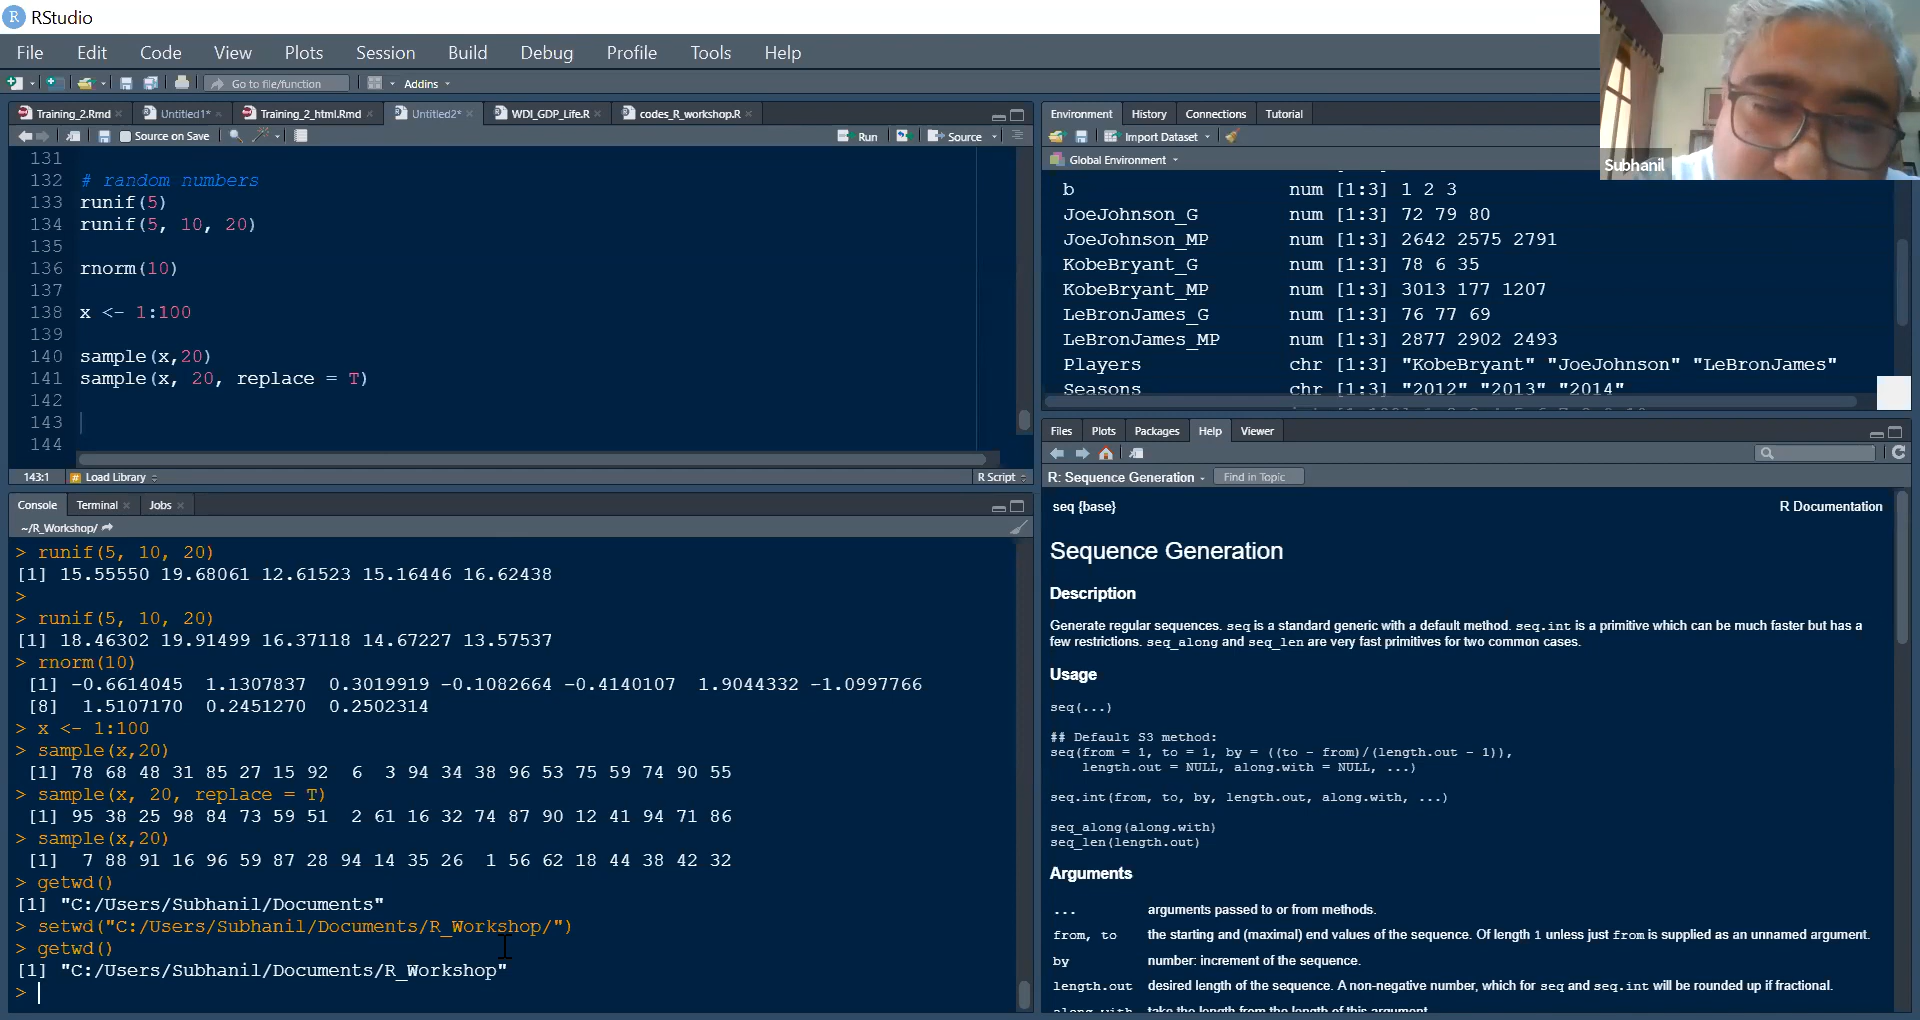 RStudio
File Edit Code View Plots Session Build Debug Profile Tools Help
Go to file/function Addins
Training_2.Rmd Untitled1* Training_2_html.Rmd Untitled2* WDI_GDP_Life.R codes_R_workshop.R
Source on Save Run Source
131
132 # random numbers
133 runif(5)
134 runif(5, 10, 20)
135
136 rnorm(10)
137
138 x <- 1:100
139
140 sample(x,20)
141 sample(x, 20, replace = T)
142
143
144
143:1 # Load Library R Script
Console Terminal Jobs
~/R_Workshop/
> runif(5, 10, 20)
[1] 15.55550 19.68061 12.61523 15.16446 16.62438
>
> runif(5, 10, 20)
[1] 18.46302 19.91499 16.37118 14.67227 13.57537
> rnorm(10)
[1] -0.6614045 1.1307837 0.3019919 -0.1082664 -0.4140107 1.9044332 -1.0997766
[8] 1.5107170 0.2451270 0.2502314
> x <- 1:100
> sample(x,20)
[1] 78 68 48 31 85 27 15 92 6 3 94 34 38 96 53 75 59 74 90 55
> sample(x, 20, replace = T)
[1] 95 38 25 98 84 73 59 51 2 61 16 32 74 87 90 12 41 94 71 86
> sample(x,20)
[1] 7 88 91 16 96 59 87 28 94 14 35 26 1 56 62 18 44 38 42 32
> getwd()
[1] "C:/Users/Subhanil/Documents"
> setwd("C:/Users/Subhanil/Documents/R_Workshop/")
> getwd()
[1] "C:/Users/Subhanil/Documents/R_Workshop"
>
Environment History Connections Tutorial
Import Dataset
Global Environment
b num [1:3] 1 2 3
JoeJohnson_G num [1:3] 72 79 80
JoeJohnson_MP num [1:3] 2642 2575 2791
KobeBryant_G num [1:3] 78 6 35
KobeBryant_MP num [1:3] 3013 177 1207
LeBronJames_G num [1:3] 76 77 69
LeBronJames_MP num [1:3] 2877 2902 2493
Players chr [1:3] "KobeBryant" "JoeJohnson" "LeBronJames"
Seasons chr [1:3] "2012" "2013" "2014"
Subhanil
Files Plots Packages Help Viewer
R: Sequence Generation Find in Topic
seq {base} R Documentation
Sequence Generation
Description
Generate regular sequences. seq is a standard generic with a default method. seq.int is a primitive which can be much faster but has a
few restrictions. seq_along and seq_len are very fast primitives for two common cases.
Usage
seq(...)
## Default S3 method:
seq(from = 1, to = 1, by = ((to - from)/(length.out - 1)),
length.out = NULL, along.with = NULL, ...)
seq.int(from, to, by, length.out, along.with, ...)
seq_along(along.with)
seq_len(length.out)
Arguments
... arguments passed to or from methods.
from, to the starting and (maximal) end values of the sequence. Of length 1 unless just from is supplied as an unnamed argument.
by number: increment of the sequence.
length.out desired length of the sequence. A non-negative number, which for seq and seq.int will be rounded up if fractional.
along.with take the length from the length of this argument.